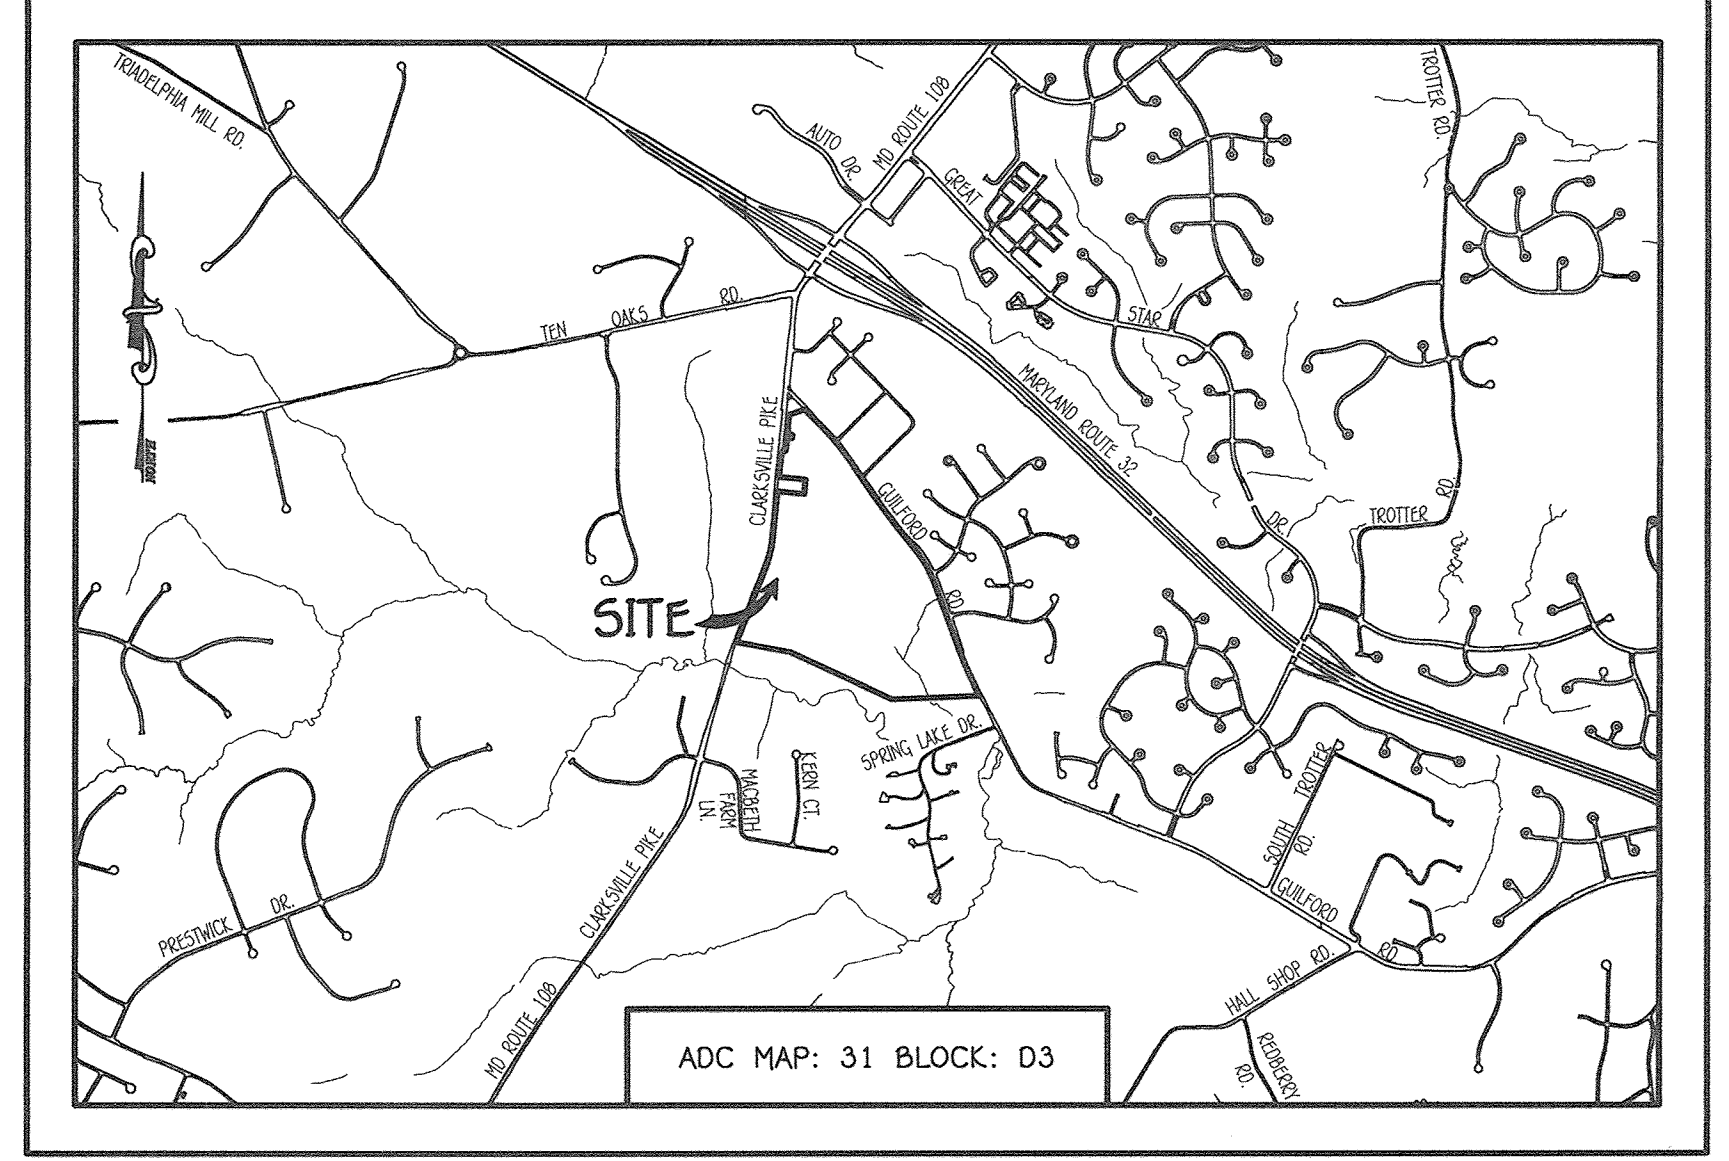 TRIADELPHIA MILL RD.
AUTO DR.
MD ROUTE 108
GREAT
STAR
DR.
TROTTER RD.
TEN OAKS RD.
MARYLAND ROUTE 32
CLARKSVILLE PIKE
GUILFORD
RD.
TROTTER
RD.
SITE
SPRING LAKE DR.
KERN CT.
MACBETH
FARM
LN.
TROTTER
SOUTH
RD.
CLARKSVILLE PIKE
PRESTWICK DR.
GUILFORD
RD.
HALL SHOP RD.
MD ROUTE 108
REDBERRY
RD.
ADC MAP: 31 BLOCK: D3